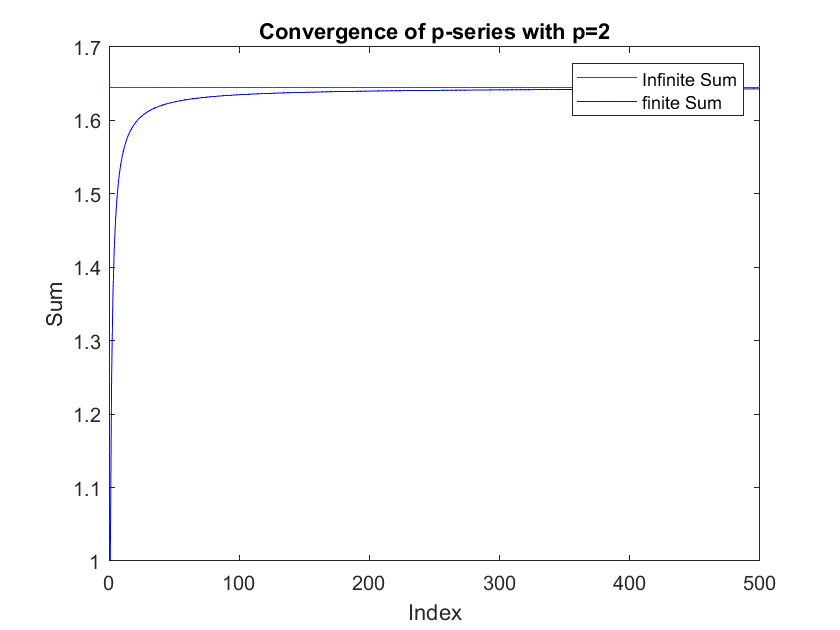 Convergence of p-series with p=2
1.7
Infinite Sum
finite Sum
1.6
1.5
1.4
1.3
1.2
1.1
1
Sum
0 100 200 300 400 500
Index